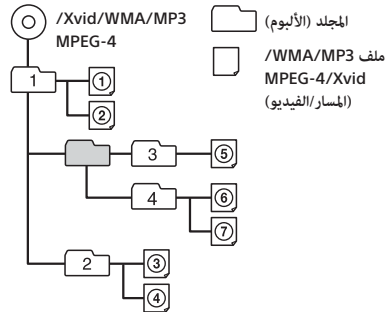 /Xvid/WMA/MP3
MPEG-4
المجلد (الألبوم)
ملف WMA/MP3/
MPEG-4/Xvid
(المسار/الفيديو)
1
①
②
3
⑤
4
⑥
⑦
2
③
④